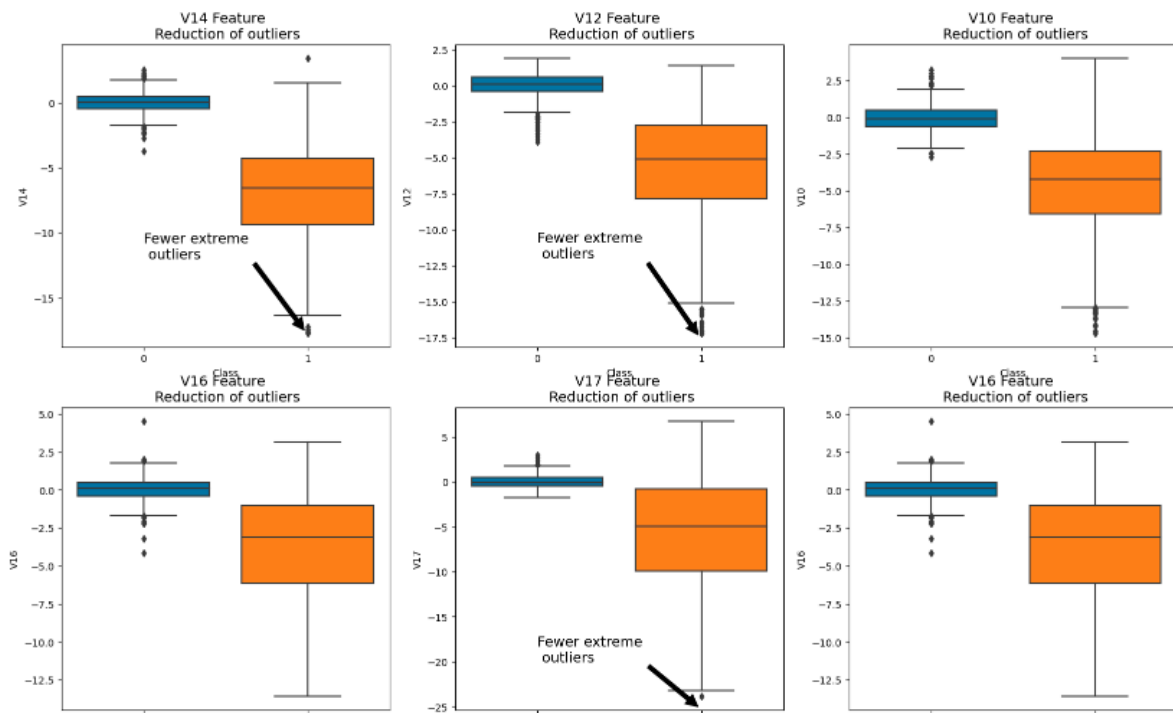 V14 Feature
Reduction of outliers
V12 Feature
Reduction of outliers
V10 Feature
Reduction of outliers
0
−5
−10
−15
V14
Fewer extreme
outliers
0
1
Class
2.5
0.0
−2.5
−5.0
−7.5
−10.0
−12.5
−15.0
−17.5
V12
Fewer extreme
outliers
0
1
Class
2.5
0.0
−2.5
−5.0
−7.5
−10.0
−12.5
−15.0
V10
0
1
V16 Feature
Reduction of outliers
V17 Feature
Reduction of outliers
V16 Feature
Reduction of outliers
5.0
2.5
0.0
−2.5
−5.0
−7.5
−10.0
−12.5
V16
5
0
−5
−10
−15
−20
−25
V17
Fewer extreme
outliers
5.0
2.5
0.0
−2.5
−5.0
−7.5
−10.0
−12.5
V16